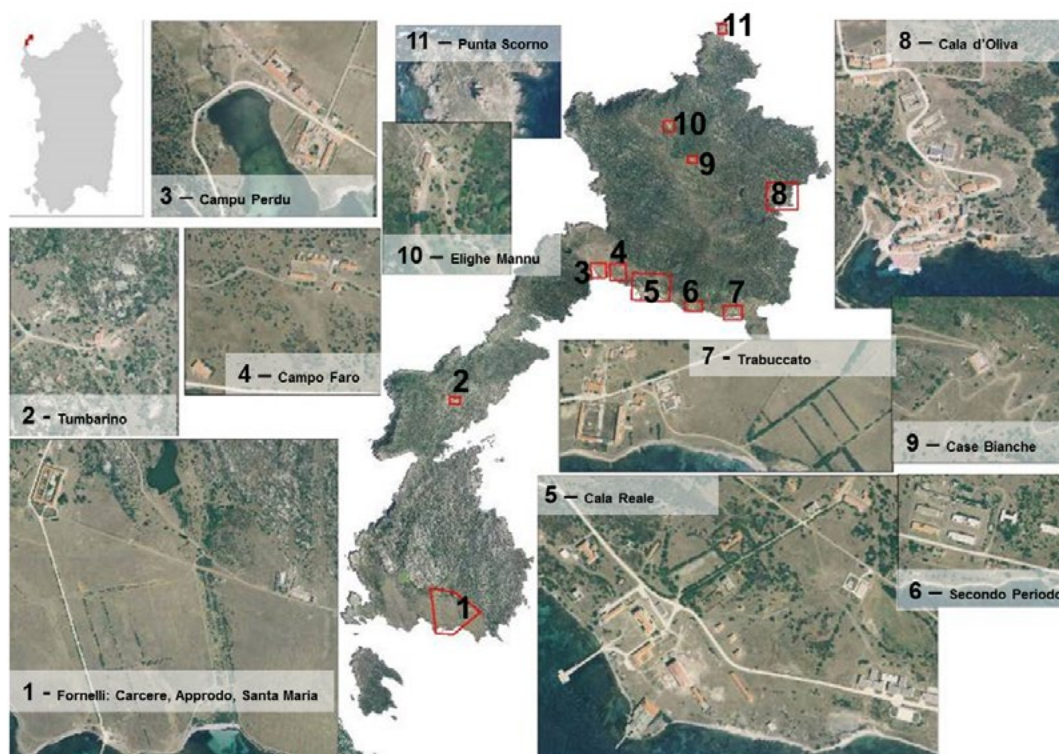 11 – Punta Scorno
11
8 – Cala d'Oliva
10
9
8
3 – Campu Perdu
10 – Elighe Mannu
3
4
5
6
7
7 – Trabuccato
4 – Campo Faro
2
2 - Tumbarino
9 – Case Bianche
5 – Cala Reale
6 – Secondo Periodo
1
1 - Fornelli: Carcere, Approdo, Santa Maria